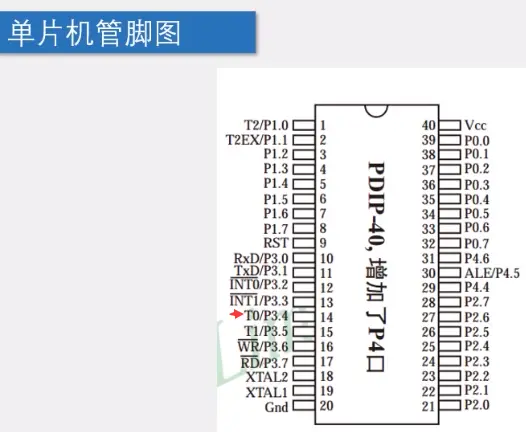 单片机管脚图
T2/P1.0 1 40 Vcc
T2EX/P1.1 2 39 P0.0
P1.2 3 38 P0.1
P1.3 4 37 P0.2
P1.4 5 36 P0.3
P1.5 6 35 P0.4
P1.6 7 34 P0.5
P1.7 8 33 P0.6
RST 9 32 P0.7
RxD/P3.0 10 31 P4.6
TxD/P3.1 11 30 ALE/P4.5
INT0/P3.2 12 29 P4.4
INT1/P3.3 13 28 P2.7
T0/P3.4 14 27 P2.6
T1/P3.5 15 26 P2.5
WR/P3.6 16 25 P2.4
RD/P3.7 17 24 P2.3
XTAL2 18 23 P2.2
XTAL1 19 22 P2.1
Gnd 20 21 P2.0
PDIP-40, 增加了P4口